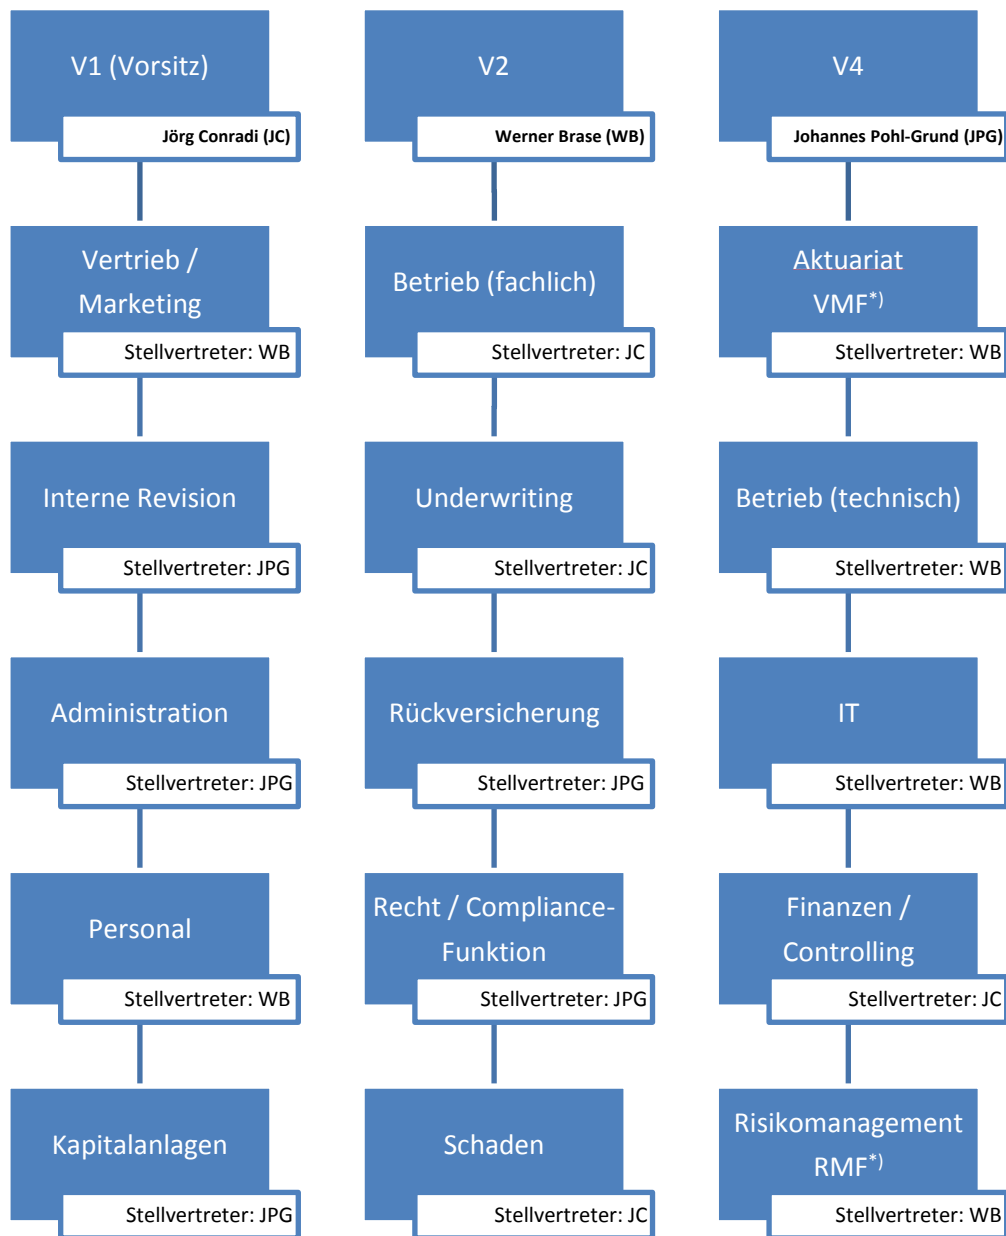 V1 (Vorsitz)
Jörg Conradi (JC)
Vertrieb /
Marketing
Stellvertreter: WB
Interne Revision
Stellvertreter: JPG
Administration
Stellvertreter: JPG
Personal
Stellvertreter: WB
Kapitalanlagen
Stellvertreter: JPG
V2
Werner Brase (WB)
Betrieb (fachlich)
Stellvertreter: JC
Underwriting
Stellvertreter: JC
Rückversicherung
Stellvertreter: JPG
Recht / Compliance-
Funktion
Stellvertreter: JPG
Schaden
Stellvertreter: JC
V4
Johannes Pohl-Grund (JPG)
Aktuariat
VMF*)
Stellvertreter: WB
Betrieb (technisch)
Stellvertreter: WB
IT
Stellvertreter: WB
Finanzen /
Controlling
Stellvertreter: JC
Risikomanagement
RMF*)
Stellvertreter: WB